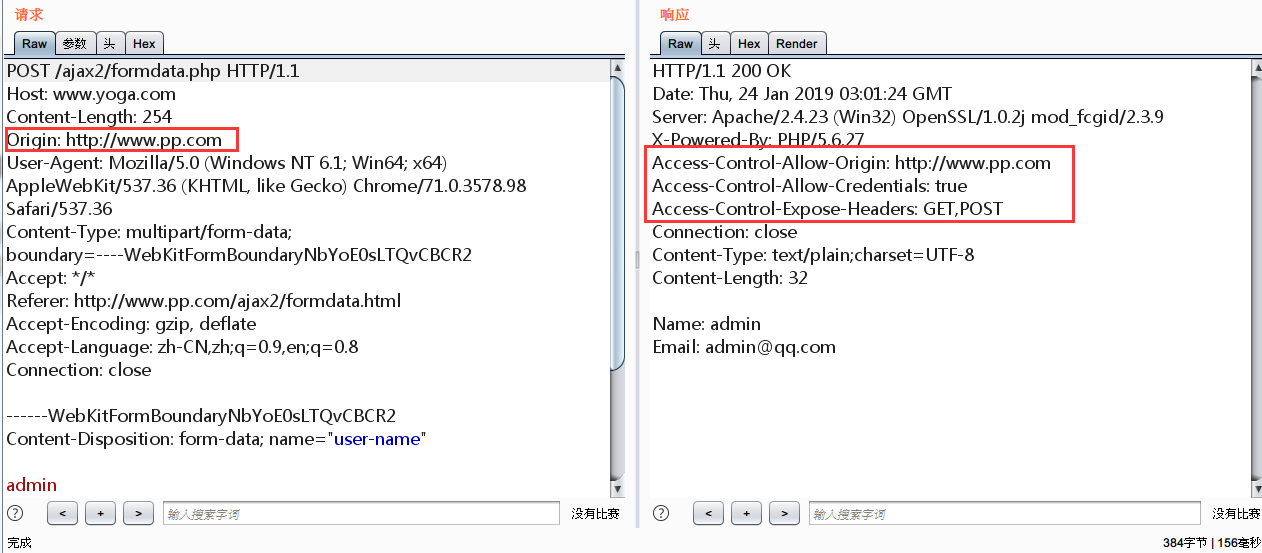 请求
Raw 参数 头 Hex
POST /ajax2/formdata.php HTTP/1.1
Host: www.yoga.com
Content-Length: 254
Origin: http://www.pp.com
User-Agent: Mozilla/5.0 (Windows NT 6.1; Win64; x64)
AppleWebKit/537.36 (KHTML, like Gecko) Chrome/71.0.3578.98
Safari/537.36
Content-Type: multipart/form-data;
boundary=----WebKitFormBoundaryNbYoE0sLTQvCBCR2
Accept: */*
Referer: http://www.pp.com/ajax2/formdata.html
Accept-Encoding: gzip, deflate
Accept-Language: zh-CN,zh;q=0.9,en;q=0.8
Connection: close
------WebKitFormBoundaryNbYoE0sLTQvCBCR2
Content-Disposition: form-data; name="user-name"
admin
? < + > 输入搜索字词 没有比赛
完成
响应
Raw 头 Hex Render
HTTP/1.1 200 OK
Date: Thu, 24 Jan 2019 03:01:24 GMT
Server: Apache/2.4.23 (Win32) OpenSSL/1.0.2j mod_fcgid/2.3.9
X-Powered-By: PHP/5.6.27
Access-Control-Allow-Origin: http://www.pp.com
Access-Control-Allow-Credentials: true
Access-Control-Expose-Headers: GET,POST
Connection: close
Content-Type: text/plain;charset=UTF-8
Content-Length: 32
Name: admin
Email: admin@qq.com
? < + > 输入搜索字词 没有比赛
384字节 | 156毫秒